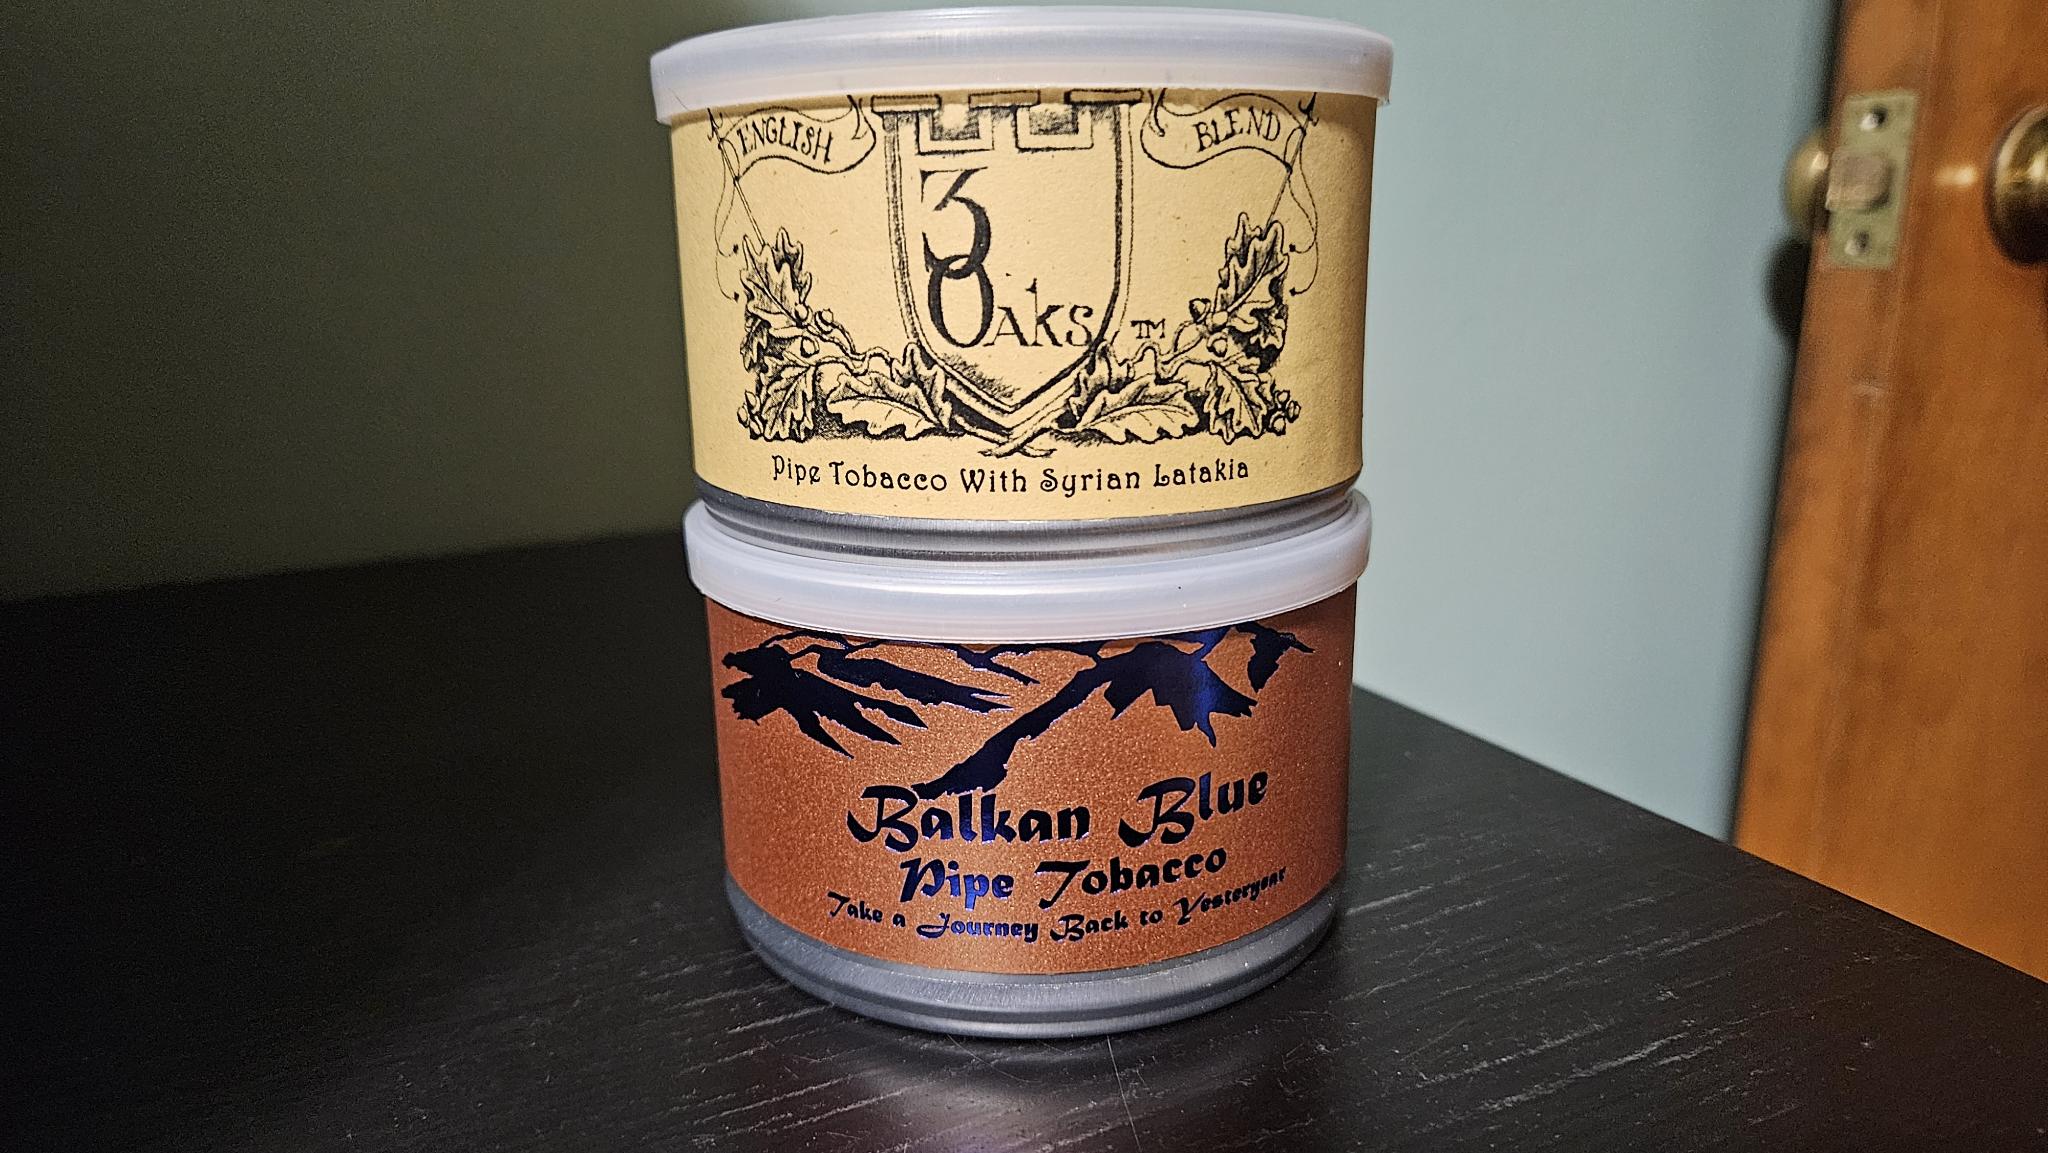 ENGLISH
BLEND
3
OAKS TM
Pipe Tobacco With Syrian Latakia
Balkan Blue
Pipe Tobacco
Take a Journey Back to Yesteryear